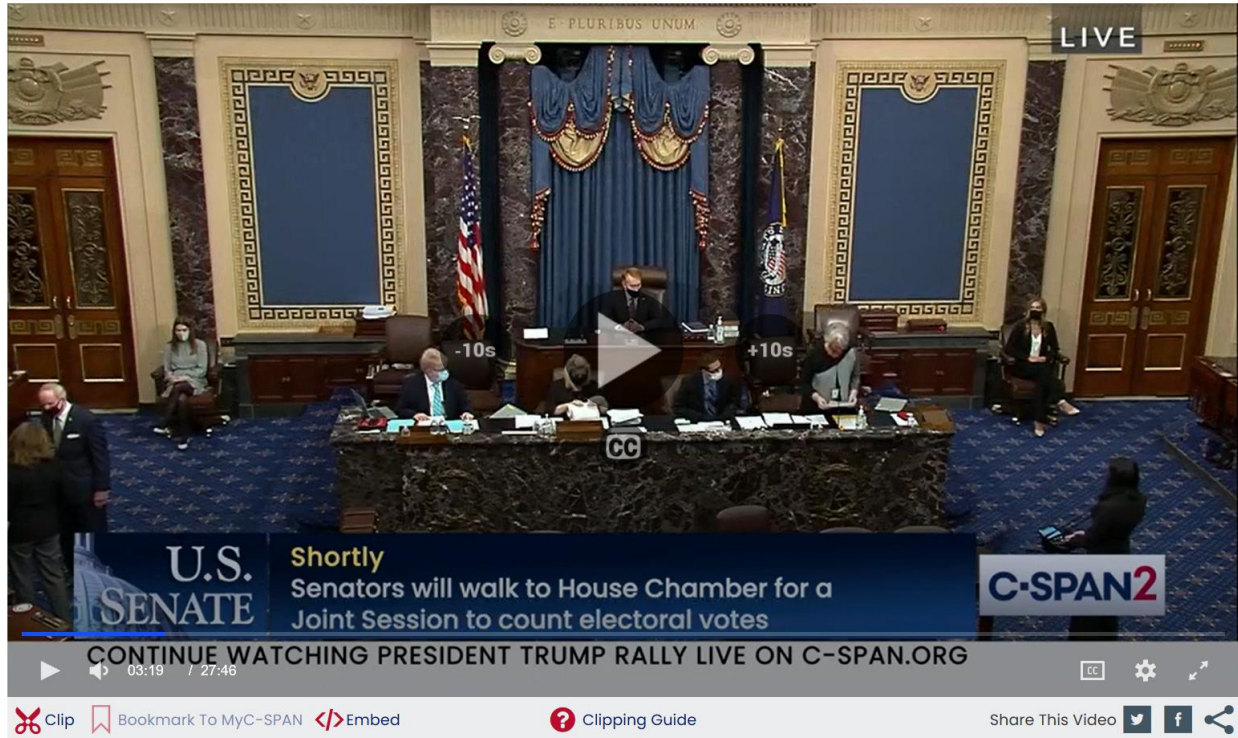 E PLURIBUS UNUM
LIVE
-10s
+10s
CC
U.S.
SENATE
Shortly
Senators will walk to House Chamber for a
Joint Session to count electoral votes
C-SPAN2
CONTINUE WATCHING PRESIDENT TRUMP RALLY LIVE ON C-SPAN.ORG
03:19 / 27:46
CC
Clip
Bookmark To MyC-SPAN
</>Embed
? Clipping Guide
Share This Video
f